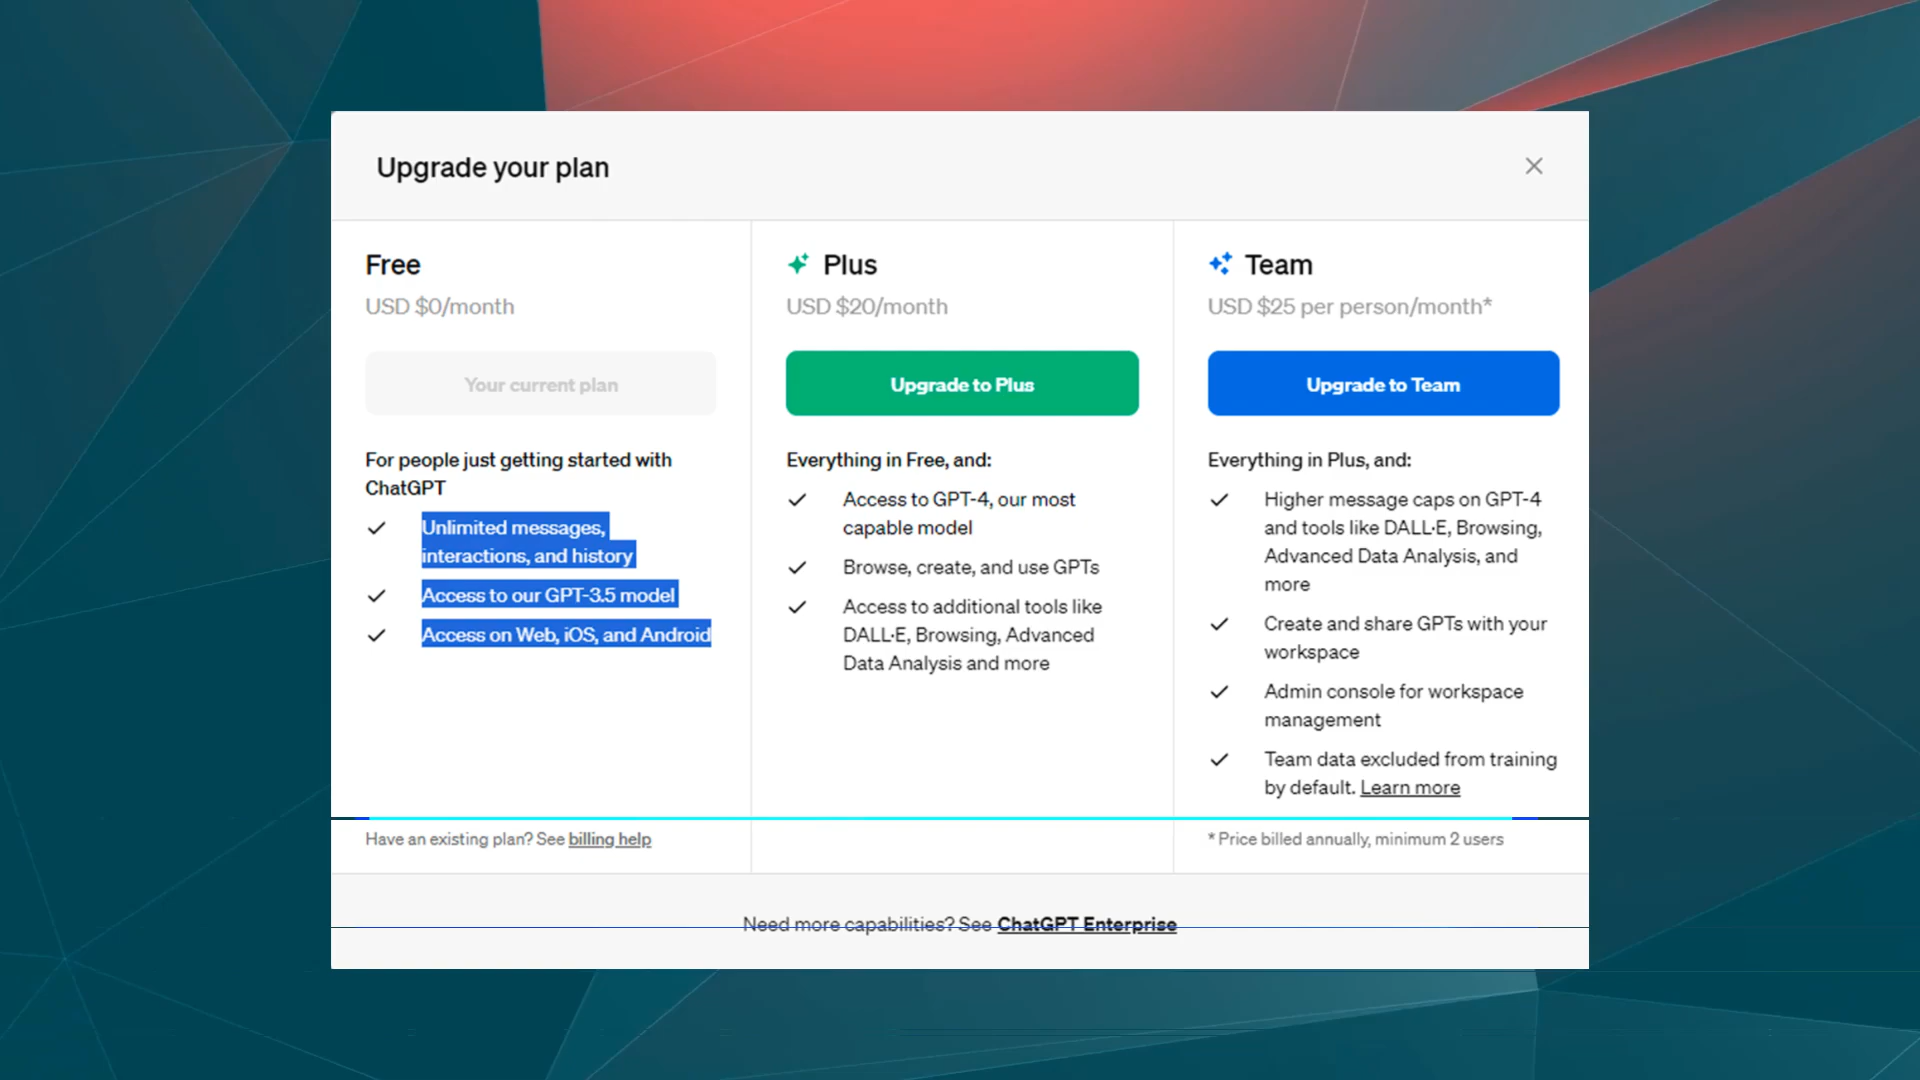 Upgrade your plan
Free
USD $0/month
Your current plan
For people just getting started with
ChatGPT
Unlimited messages,
interactions, and history
Access to our GPT-3.5 model
Access on Web, iOS, and Android
Have an existing plan? See billing help
Plus
USD $20/month
Upgrade to Plus
Everything in Free, and:
Access to GPT-4, our most
capable model
Browse, create, and use GPTs
Access to additional tools like
DALL·E, Browsing, Advanced
Data Analysis and more
Team
USD $25 per person/month*
Upgrade to Team
Everything in Plus, and:
Higher message caps on GPT-4
and tools like DALL·E, Browsing,
Advanced Data Analysis, and
more
Create and share GPTs with your
workspace
Admin console for workspace
management
Team data excluded from training
by default. Learn more
* Price billed annually, minimum 2 users
Need more capabilities? See ChatGPT Enterprise